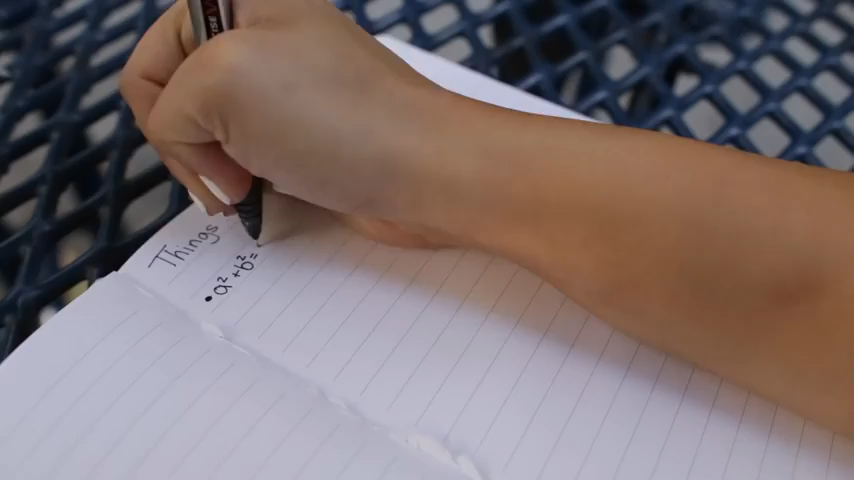 Things
• a² + b² =